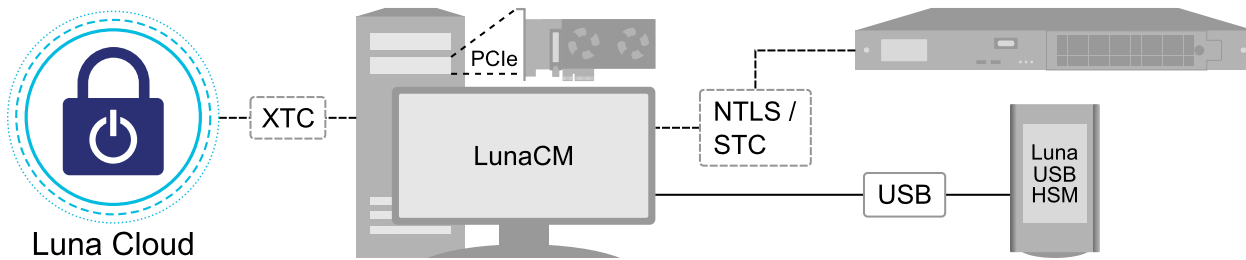 PCIe
XTC
LunaCM
NTLS /
STC
Luna
USB
HSM
USB
Luna Cloud